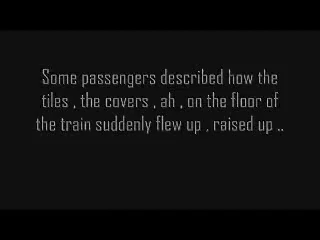 Some passengers described how the
tiles , the covers , ah , on the floor of
the train suddenly flew up , raised up ..